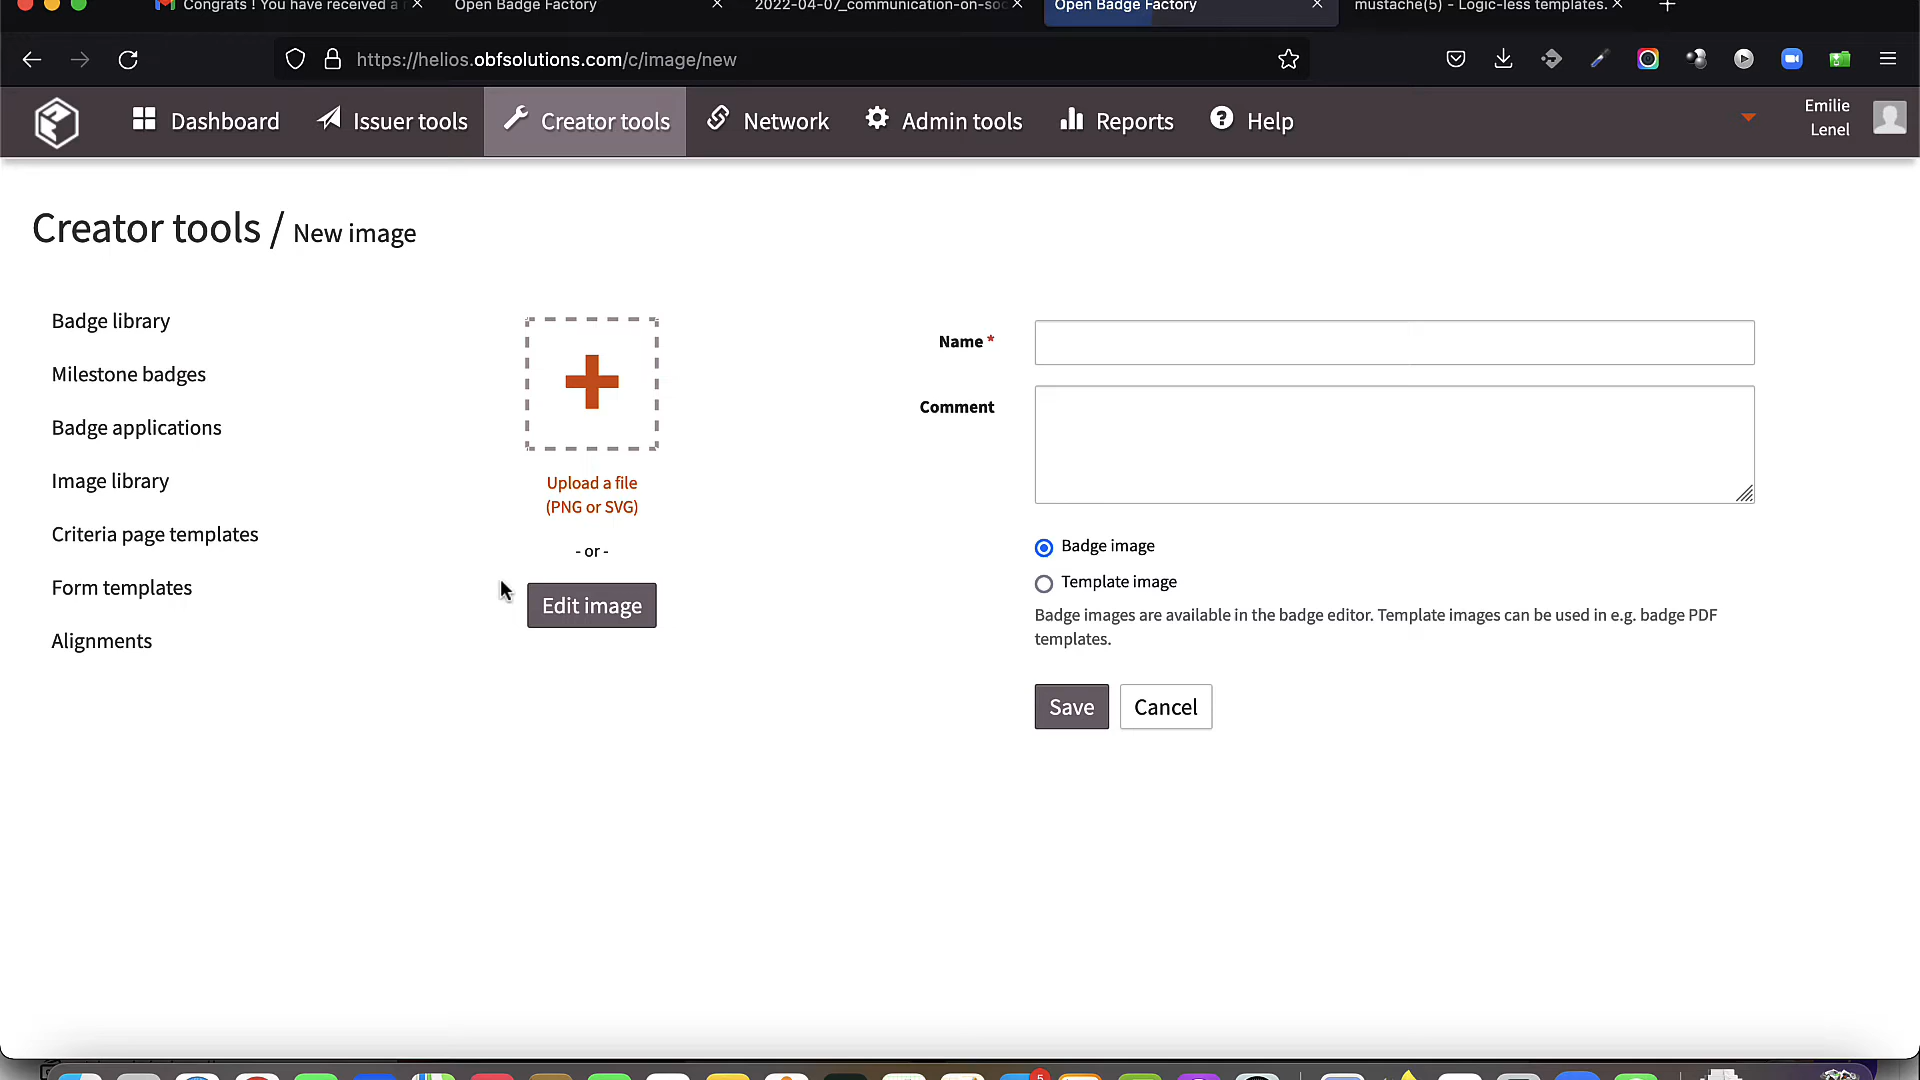 Congrats ! You have received a
Open Badge Factory
2022-04-07_communication-on-soc
Open Badge Factory
mustache(5) - Logic-less templates.
https://helios.obfsolutions.com/c/image/new
Dashboard
Issuer tools
Creator tools
Network
Admin tools
Reports
Help
Emilie
Lenel
Creator tools / New image
Badge library
Milestone badges
Badge applications
Image library
Criteria page templates
Form templates
Alignments
Upload a file
(PNG or SVG)
- or -
Edit image
Name *
Comment
Badge image
Template image
Badge images are available in the badge editor. Template images can be used in e.g. badge PDF
templates.
Save
Cancel
5